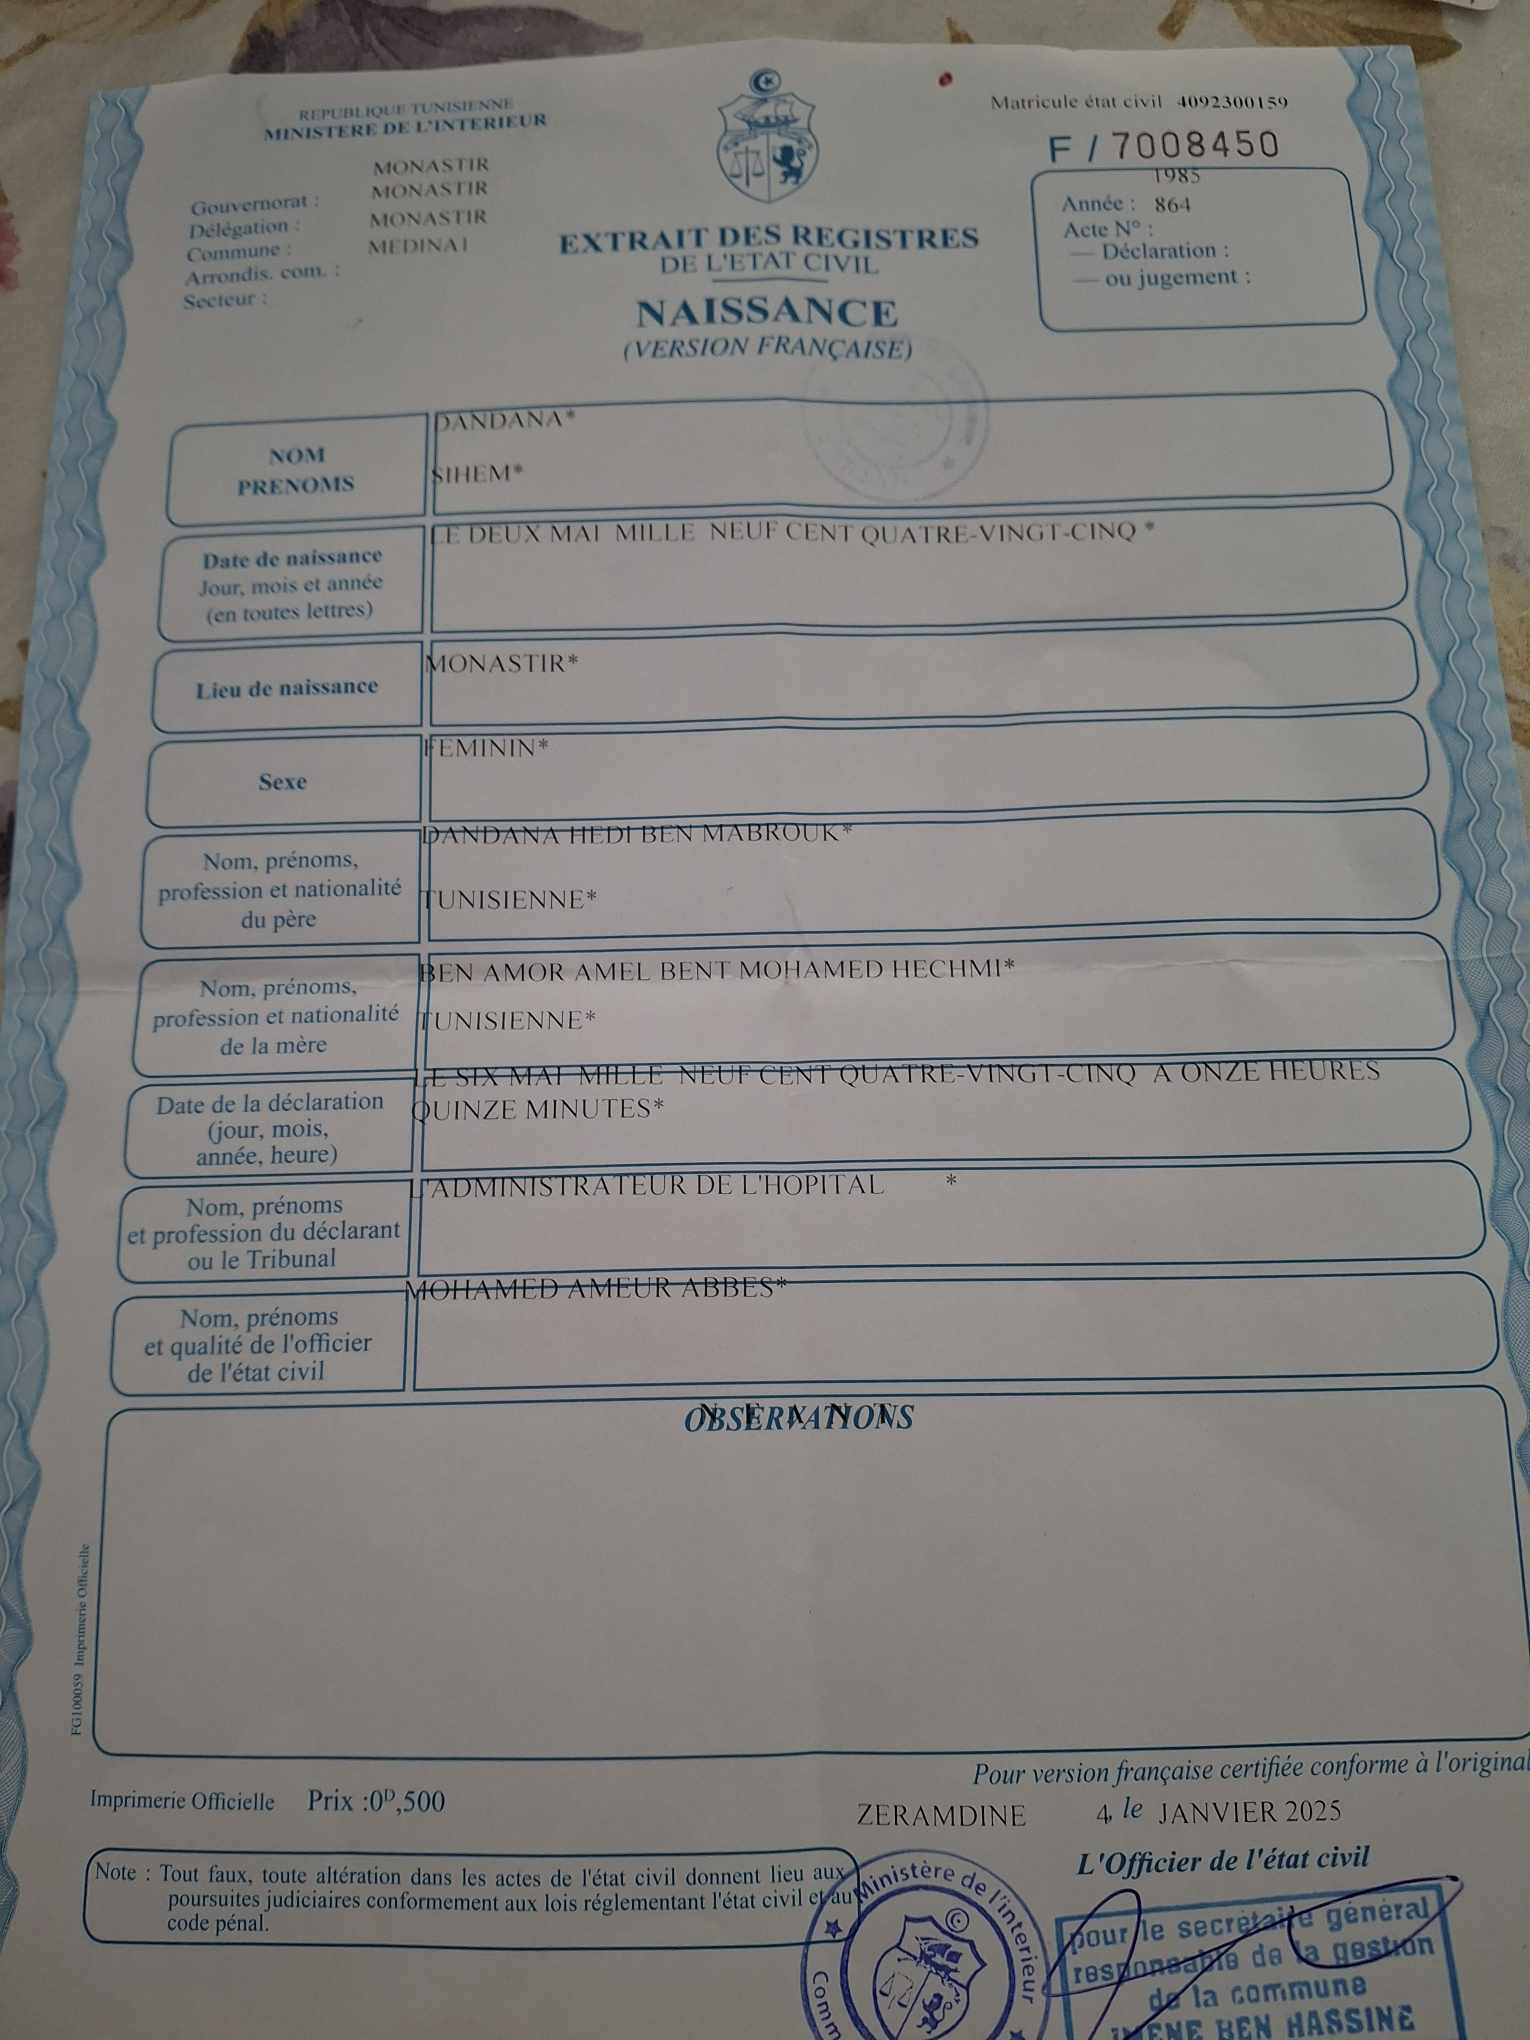 REPUBLIQUE TUNISIENNE
MINISTERE DE L'INTERIEUR
MONASTIR
Gouvernorat : MONASTIR
Délégation : MONASTIR
Commune : MEDINA1
Arrondis. com. :
Secteur :
Matricule état civil 4092300159
F / 7008450
1985
Année : 864
Acte N° :
— Déclaration :
— ou jugement :
EXTRAIT DES REGISTRES
DE L'ETAT CIVIL
NAISSANCE
(VERSION FRANÇAISE)
NOM
PRENOMS
DANDANA*
SIHEM*
Date de naissance
Jour, mois et année
(en toutes lettres)
LE DEUX MAI MILLE NEUF CENT QUATRE-VINGT-CINQ *
Lieu de naissance
MONASTIR*
Sexe
FEMININ*
Nom, prénoms,
profession et nationalité
du père
DANDANA HEDI BEN MABROUK*
TUNISIENNE*
Nom, prénoms,
profession et nationalité
de la mère
BEN AMOR AMEL BENT MOHAMED HECHMI*
TUNISIENNE*
Date de la déclaration
(jour, mois,
année, heure)
LE SIX MAI MILLE NEUF CENT QUATRE-VINGT-CINQ A ONZE HEURES
QUINZE MINUTES*
Nom, prénoms
et profession du déclarant
ou le Tribunal
L'ADMINISTRATEUR DE L'HOPITAL *
Nom, prénoms
et qualité de l'officier
de l'état civil
MOHAMED AMEUR ABBES*
OBSERVATIONS
N E A N T
FG100059 Imprimerie Officielle
Pour version française certifiée conforme à l'original
Imprimerie Officielle Prix :0D,500
ZERAMDINE 4, le JANVIER 2025
L'Officier de l'état civil
Note : Tout faux, toute altération dans les actes de l'état civil donnent lieu aux
poursuites judiciaires conformement aux lois réglementant l'état civil et au
code pénal.
Ministère de l'interieur
Comm
pour le secrétaire général
responsable de la gestion
de la commune
IMENE BEN HASSINE